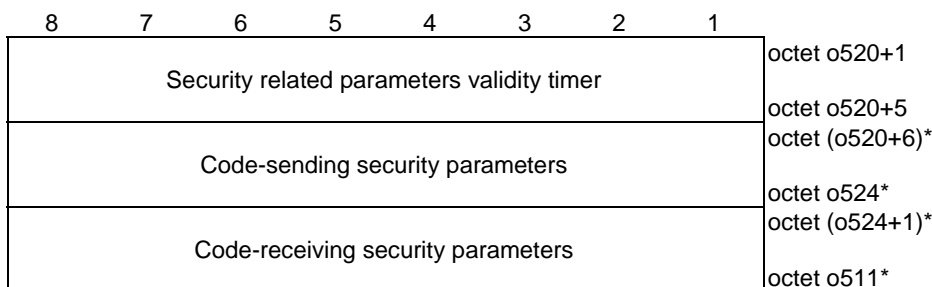 8 7 6 5 4 3 2 1
octet o520+1
Security related parameters validity timer
octet o520+5
octet (o520+6)*
Code-sending security parameters
octet o524*
octet (o524+1)*
Code-receiving security parameters
octet o511*